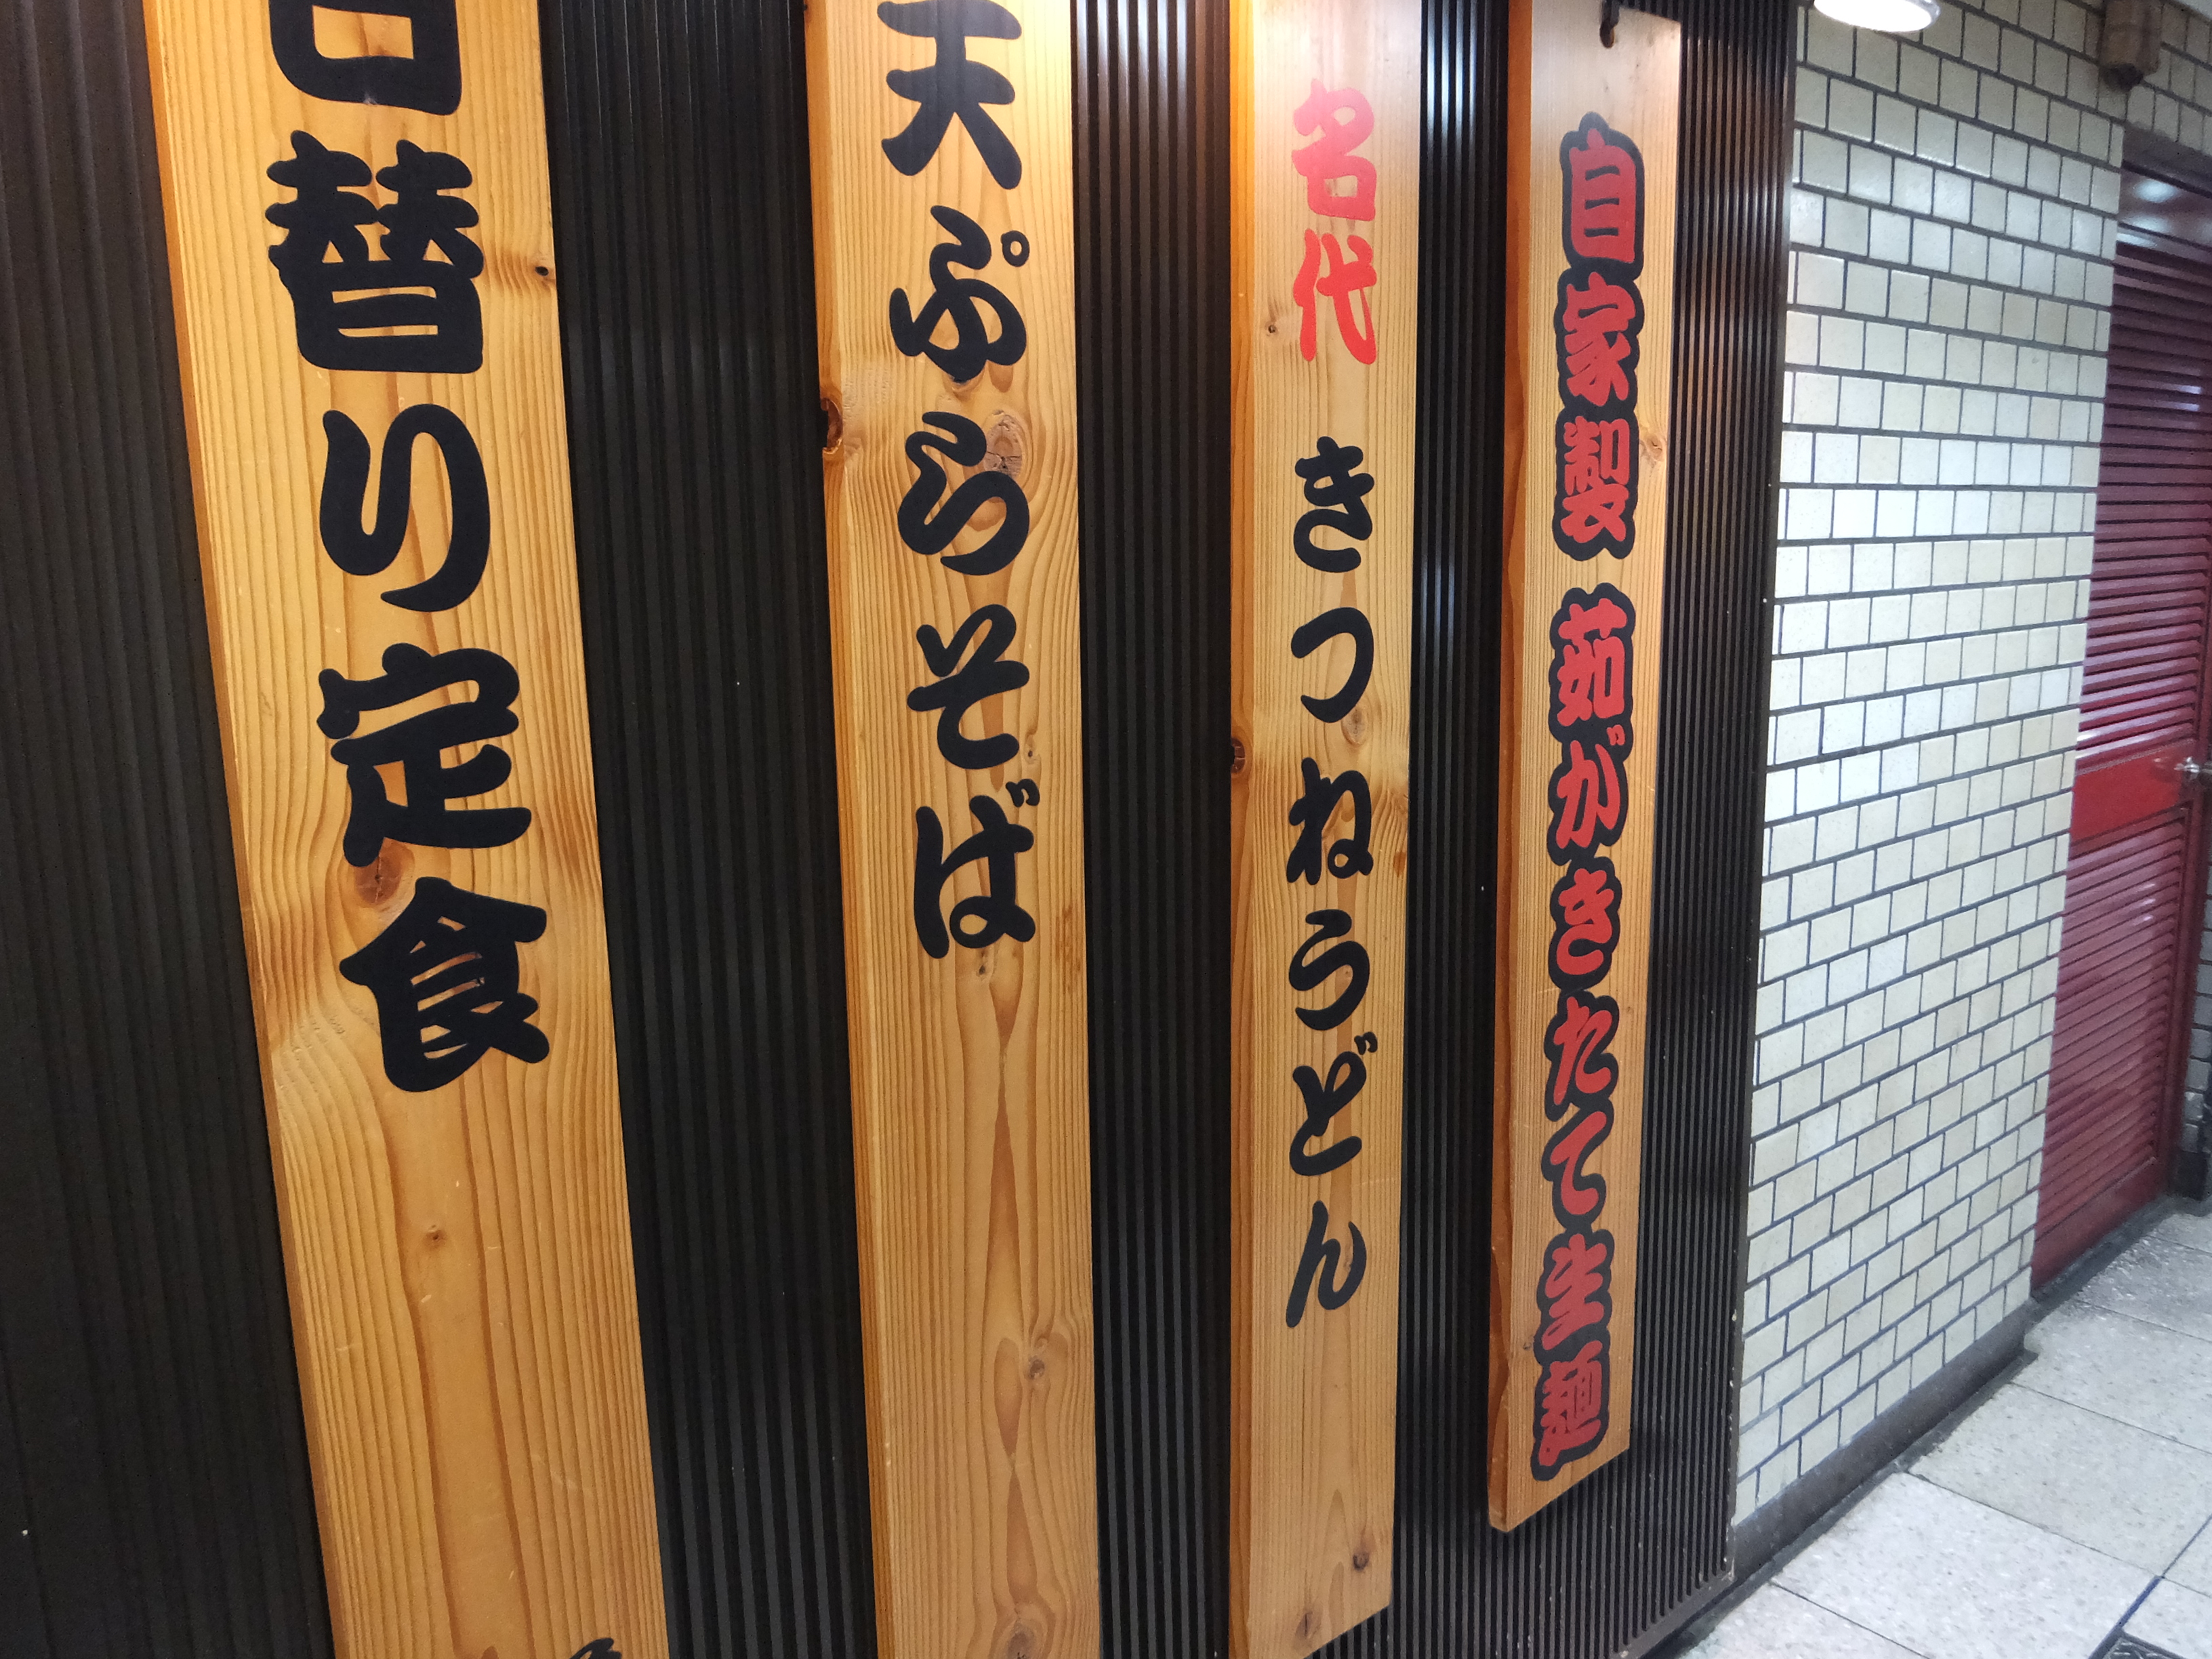 自家製 茹がきたて生麺
名代 きつねうどん
天ぷらそば
日替り定食